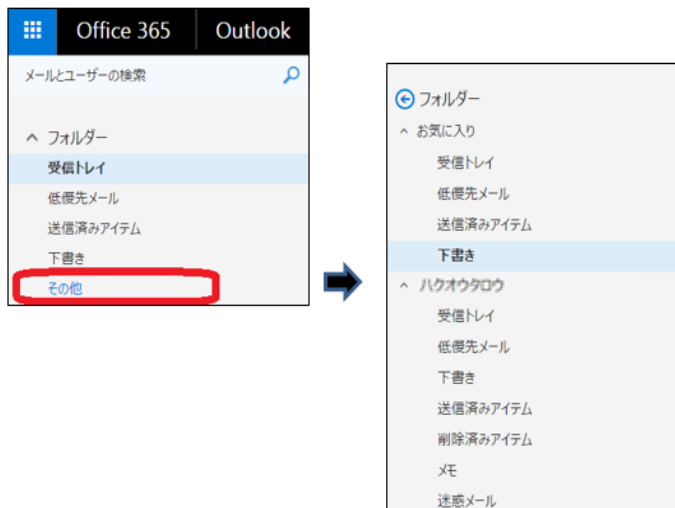 Office 365 Outlook
メールとユーザーの検索
フォルダー
受信トレイ
低優先メール
送信済みアイテム
下書き
その他
フォルダー
お気に入り
受信トレイ
低優先メール
送信済みアイテム
下書き
ハクオウタロウ
受信トレイ
低優先メール
下書き
送信済みアイテム
削除済みアイテム
メモ
迷惑メール